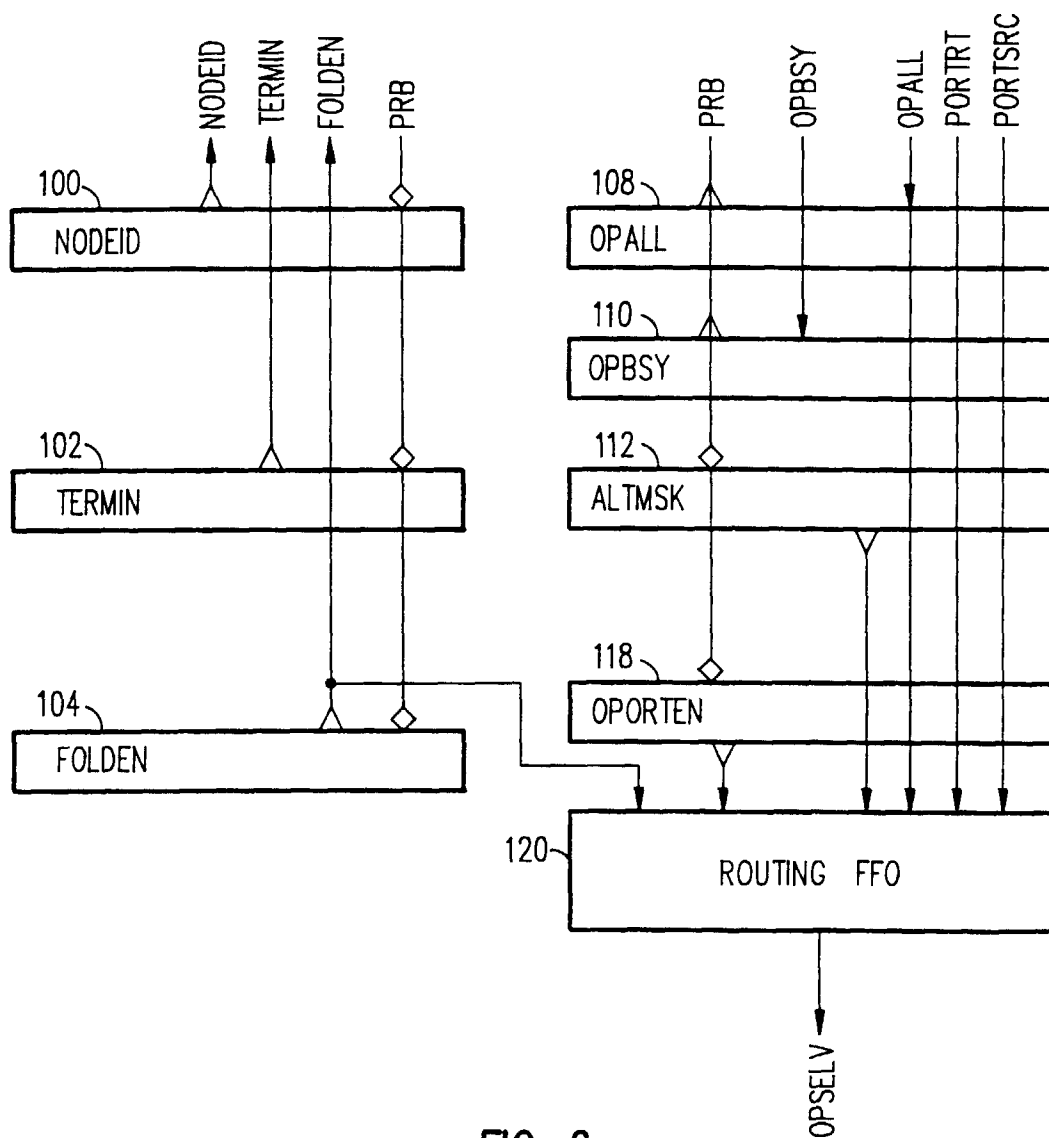 NODEID
TERMIN
FOLDEN
PRB
PRB
OPBSY
OPALL
PORTRT
PORTSRC
100
NODEID
108
OPALL
110
OPBSY
102
TERMIN
112
ALTMSK
118
OPORTEN
104
FOLDEN
120
ROUTING FFO
OPSELV